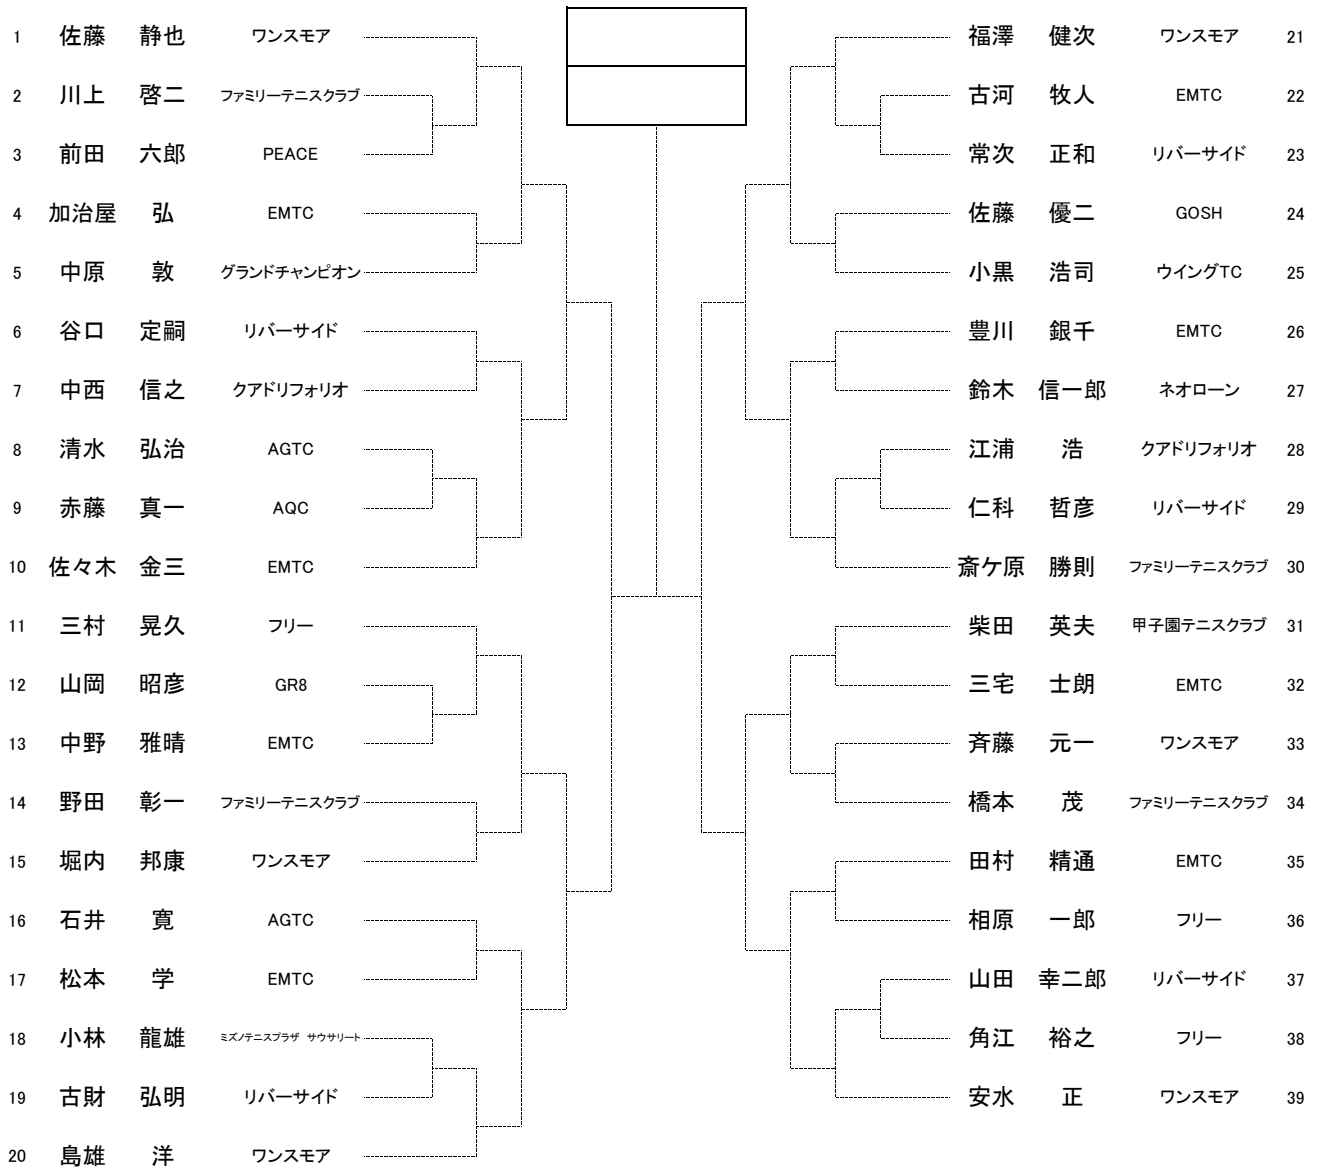 1 佐藤 静也 ワンスモア
2 川上 啓二 ファミリーテニスクラブ
3 前田 六郎 PEACE
4 加治屋 弘 EMTC
5 中原 敦 グランドチャンピオン
6 谷口 定嗣 リバーサイド
7 中西 信之 クアドリフォリオ
8 清水 弘治 AGTC
9 赤藤 真一 AQC
10 佐々木 金三 EMTC
11 三村 晃久 フリー
12 山岡 昭彦 GR8
13 中野 雅晴 EMTC
14 野田 彰一 ファミリーテニスクラブ
15 堀内 邦康 ワンスモア
16 石井 寛 AGTC
17 松本 学 EMTC
18 小林 龍雄 ミズノテニスプラザ サウサリート
19 古財 弘明 リバーサイド
20 島雄 洋 ワンスモア
福澤 健次 ワンスモア 21
古河 牧人 EMTC 22
常次 正和 リバーサイド 23
佐藤 優二 GOSH 24
小黒 浩司 ウイングTC 25
豊川 銀千 EMTC 26
鈴木 信一郎 ネオローン 27
江浦 浩 クアドリフォリオ 28
仁科 哲彦 リバーサイド 29
斎ケ原 勝則 ファミリーテニスクラブ 30
柴田 英夫 甲子園テニスクラブ 31
三宅 士朗 EMTC 32
斉藤 元一 ワンスモア 33
橋本 茂 ファミリーテニスクラブ 34
田村 精通 EMTC 35
相原 一郎 フリー 36
山田 幸二郎 リバーサイド 37
角江 裕之 フリー 38
安水 正 ワンスモア 39